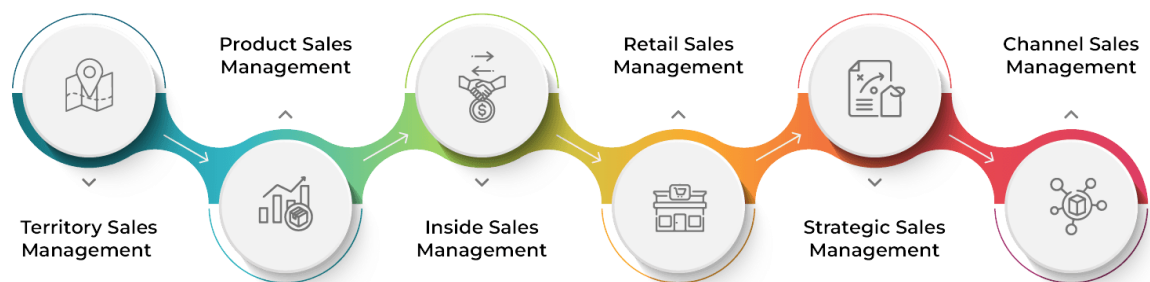 Territory Sales
Management
Product Sales
Management
Inside Sales
Management
Retail Sales
Management
Strategic Sales
Management
Channel Sales
Management
$